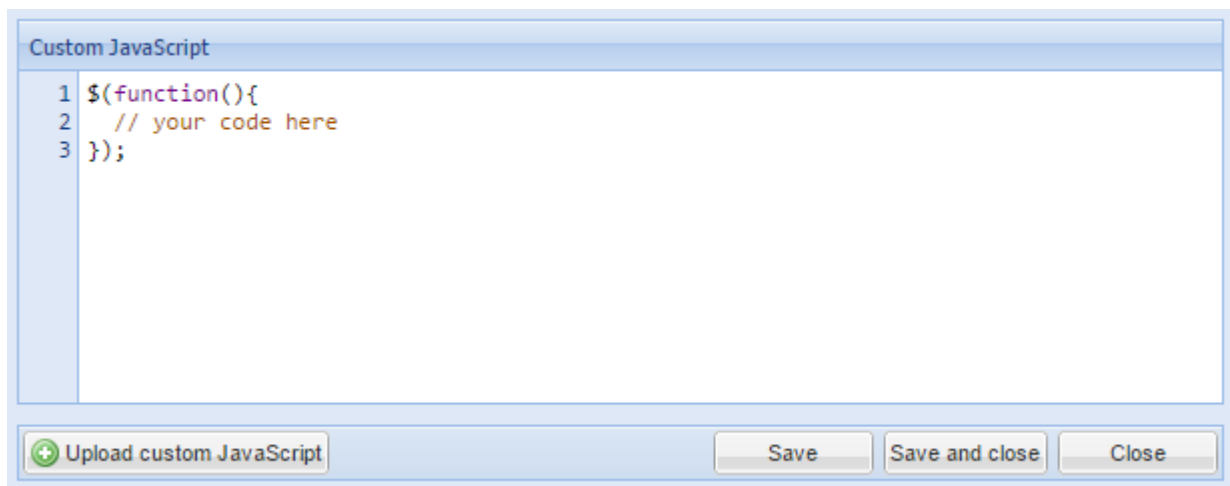 Custom JavaScript
1 $(function(){
2   // your code here
3 });
Upload custom JavaScript Save Save and close Close